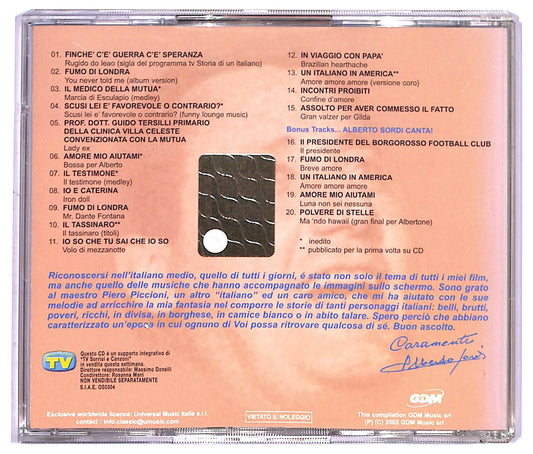 01. FINCHE' C'E' GUERRA C'E' SPERANZA
Rugido do leao (sigla del programma tv Storia di un italiano)
02. FUMO DI LONDRA
You never told me (album version)
03. IL MEDICO DELLA MUTUA*
Marcia di Esculapio (medley)
04. SCUSI LEI E' FAVOREVOLE O CONTRARIO?*
Scusi lei e' favorevole o contrario? (funny lounge music)
05. PROF. DOTT. GUIDO TERSILLI PRIMARIO
DELLA CLINICA VILLA CELESTE
CONVENZIONATA CON LA MUTUA
Lady ex
06. AMORE MIO AIUTAMI*
Bossa per Alberto
07. IL TESTIMONE*
Il testimone (medley)
08. IO E CATERINA
Iron doll
09. FUMO DI LONDRA
Mr. Dante Fontana
10. IL TASSINARO**
Il tassinaro (titoli)
11. IO SO CHE TU SAI CHE IO SO
Volo di mezzanotte
12. IN VIAGGIO CON PAPA'
Brazilian hearthache
13. UN ITALIANO IN AMERICA**
Amore amore amore (versione coro)
14. INCONTRI PROIBITI
Confine d'amore
15. ASSOLTO PER AVER COMMESSO IL FATTO
Gran valzer per Gilda
Bonus Tracks... ALBERTO SORDI CANTA!
16. Il PRESIDENTE DEL BORGOROSSO FOOTBALL CLUB
Il presidente
17. FUMO DI LONDRA
Breve amore
18. UN ITALIANO IN AMERICA
Amore amore amore
19. AMORE MIO AIUTAMI
Luna non sei nessuna
20. POLVERE DI STELLE
Ma 'ndo hawaii (gran final per Albertone)
* inedito
** pubblicato per la prima volta su CD
Riconoscersi nell'italiano medio, quello di tutti i giorni, é stato non solo il tema di tutti i miei film,
ma anche quello delle musiche che hanno accompagnato le immagini sullo schermo. Sono grato
al maestro Piero Piccioni, un altro "italiano" ed un caro amico, che mi ha aiutato con le sue
melodie ad arricchire la mia fantasia nel comporre le storie di tanti personaggi italiani: belli, brutti,
poveri, ricchi, in divisa, in borghese, in camice bianco o in abito talare. Spero perciò che abbiano
caratterizzato un'epoca in cui ognuno di Voi possa ritrovare qualcosa di sé. Buon ascolto.
Caramente
Alberto Sordi
TV
Questo CD è un supporto integrativo di
"TV Sorrisi e Canzoni"
in vendita questa settimana.
Direttore responsabile: Massimo Donelli
Condirettore: Rosanna Mani
NON VENDIBILE SEPARATAMENTE
S.I.A.E. OS0304
GDM
Exclusive worldwide licence: Universal Music Italia s.r.l.
contact : info.classic@umusic.com
VIETATO IL NOLEGGIO
This compilation GDM Music srl
(P) (C) 2002 GDM Music srl